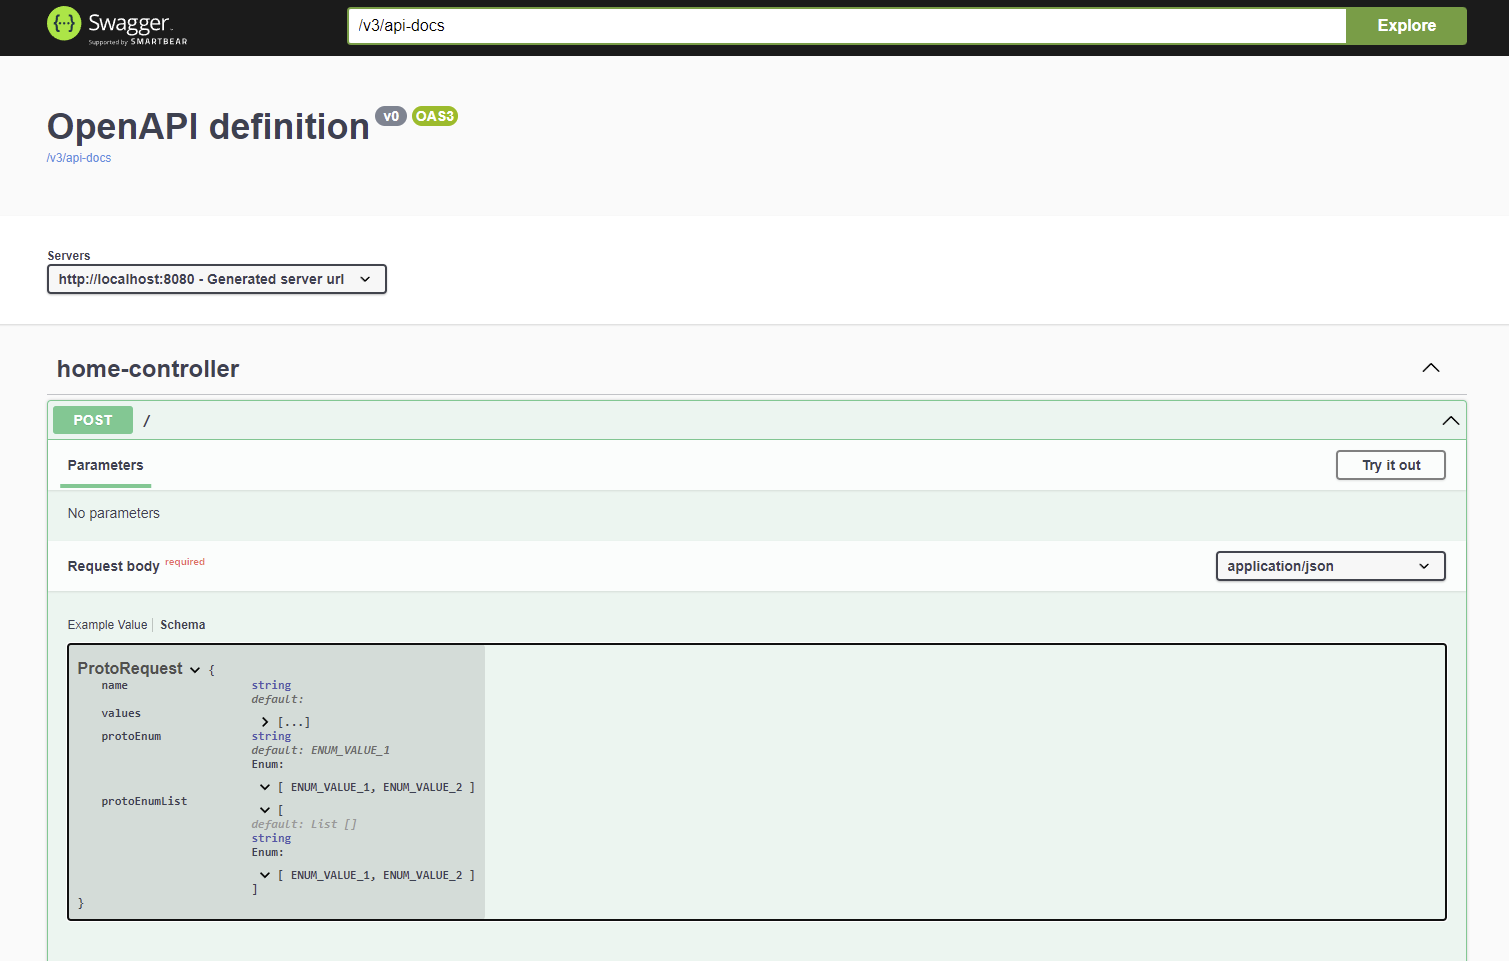 Swagger.
Supported by SMARTBEAR
/v3/api-docs
Explore
OpenAPI definition v0 OAS3
/v3/api-docs
Servers
http://localhost:8080 - Generated server url
home-controller
POST /
Parameters
Try it out
No parameters
Request body required
application/json
Example Value | Schema
ProtoRequest {
name string
default:
values
[...]
protoEnum string
default: ENUM_VALUE_1
Enum:
[ ENUM_VALUE_1, ENUM_VALUE_2 ]
protoEnumList
[
default: List []
string
Enum:
[ ENUM_VALUE_1, ENUM_VALUE_2 ]
]
}